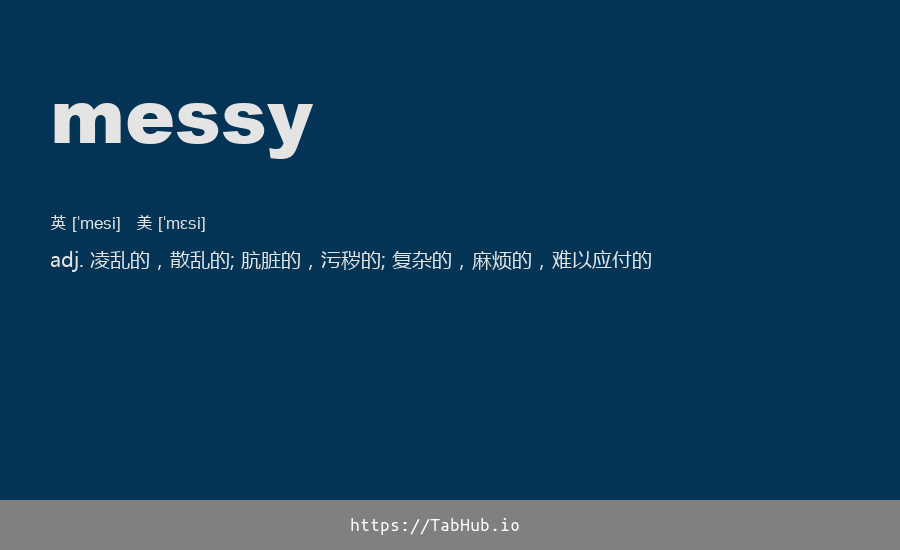 messy
英 [ˈmesi]   美 [ˈmɛsi]
adj. 凌乱的，散乱的; 肮脏的，污秽的; 复杂的，麻烦的，难以应付的
https://TabHub.io